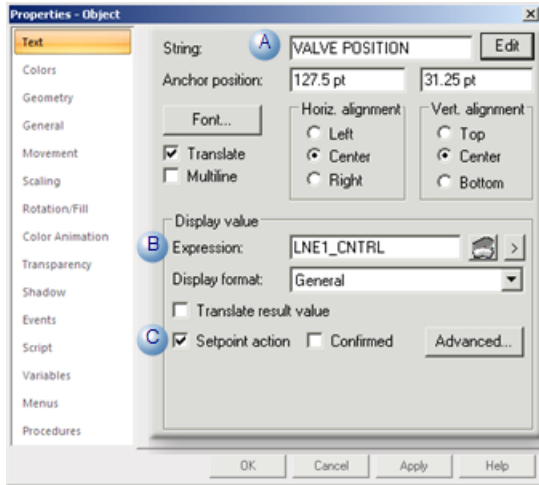 Properties - Object
Text
Colors
Geometry
General
Movement
Scaling
Rotation/Fill
Color Animation
Transparency
Shadow
Events
Script
Variables
Menus
Procedures
String: A VALVE POSITION Edit
Anchor position: 127.5 pt 31.25 pt
Font...
Translate
Multiline
Horiz. alignment
Left
Center
Right
Vert. alignment
Top
Center
Bottom
Display value
B Expression: LNE1_CNTRL >
Display format: General
Translate result value
C Setpoint action Confirmed Advanced...
OK Cancel Apply Help